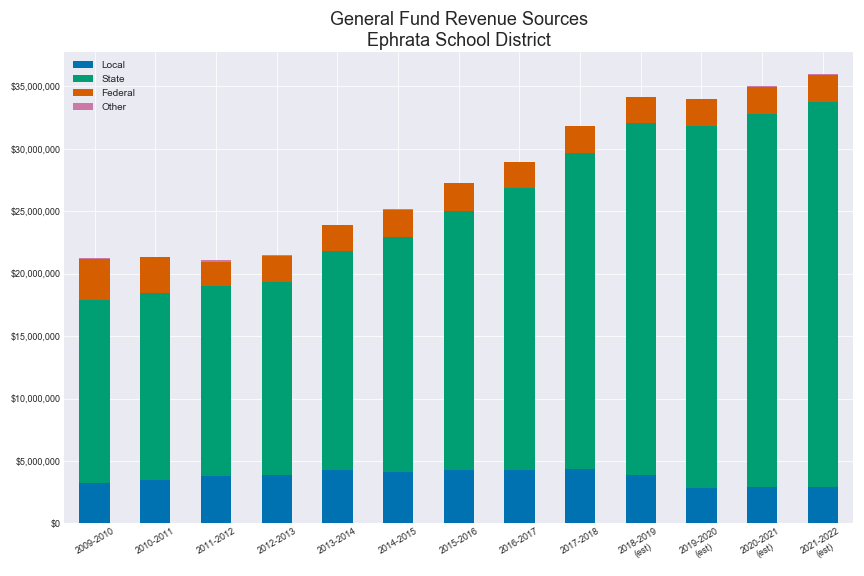 General Fund Revenue Sources
Ephrata School District
Local
State
Federal
Other
$35,000,000
$30,000,000
$25,000,000
$20,000,000
$15,000,000
$10,000,000
$5,000,000
$0
2009-2010
2010-2011
2011-2012
2012-2013
2013-2014
2014-2015
2015-2016
2016-2017
2017-2018
2018-2019
(est)
2019-2020
(est)
2020-2021
(est)
2021-2022
(est)